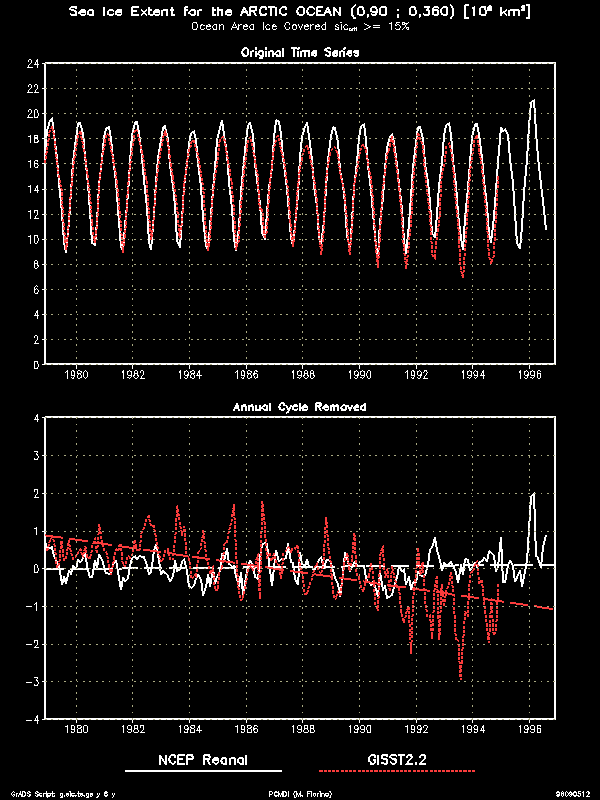 Sea Ice Extent for the ARCTIC OCEAN (0,90 ; 0,360) [10⁶ km²]
Ocean Area Ice Covered sic >= 15%
Original Time Series
24
22
20
18
16
14
12
10
8
6
4
2
0
1980 1982 1984 1986 1988 1990 1992 1994 1996
Annual Cycle Removed
4
3
2
1
0
-1
-2
-3
-4
1980 1982 1984 1986 1988 1990 1992 1994 1996
NCEP Reanal GISST2.2
GrADS Script: PCMDI (M. Fiorino)